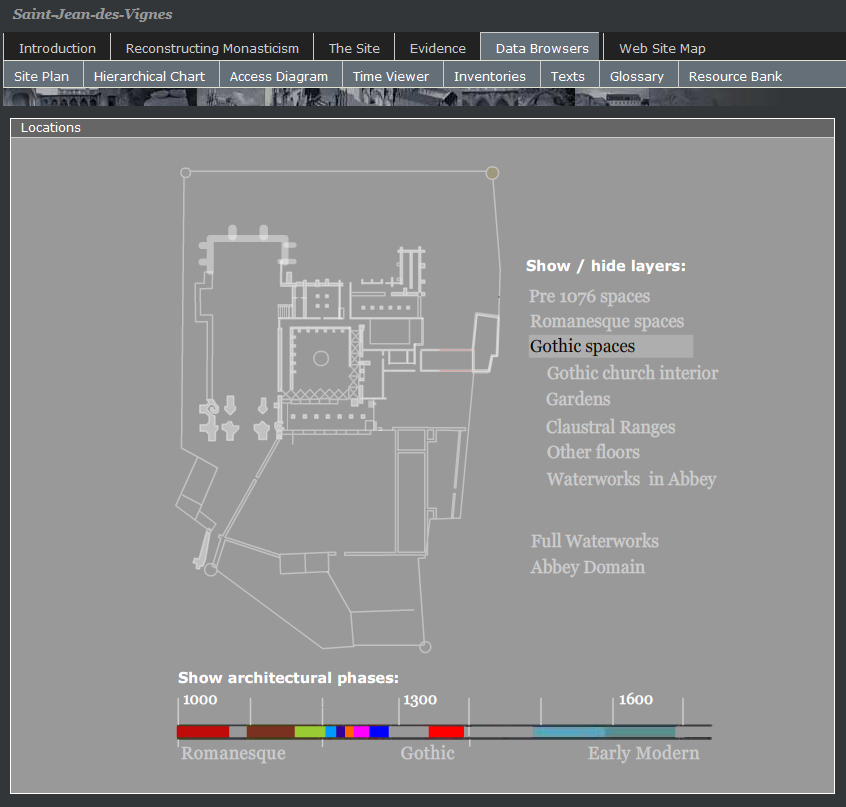 Saint-Jean-des-Vignes
Introduction Reconstructing Monasticism The Site Evidence Data Browsers Web Site Map
Site Plan Hierarchical Chart Access Diagram Time Viewer Inventories Texts Glossary Resource Bank
Locations
Show / hide layers:
Pre 1076 spaces
Romanesque spaces
Gothic spaces
Gothic church interior
Gardens
Claustral Ranges
Other floors
Waterworks in Abbey
Full Waterworks
Abbey Domain
Show architectural phases:
1000 1300 1600
Romanesque Gothic Early Modern